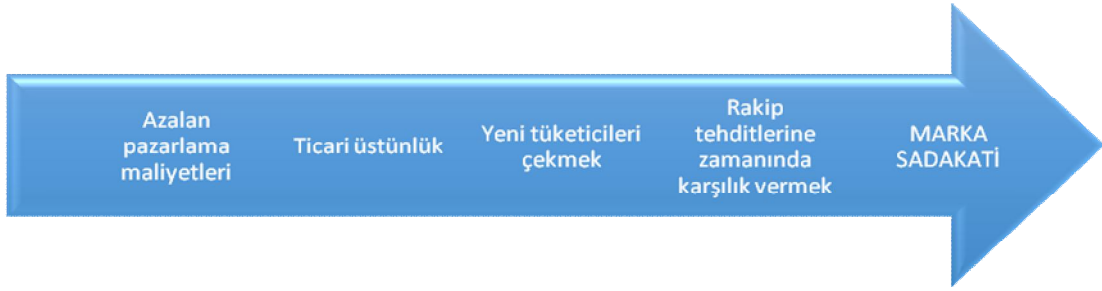 Azalan
pazarlama
maliyetleri
Ticari üstünlük
Yeni tüketicileri
çekmek
Rakip
tehditlerine
zamanında
karşılık vermek
MARKA
SADAKATİ